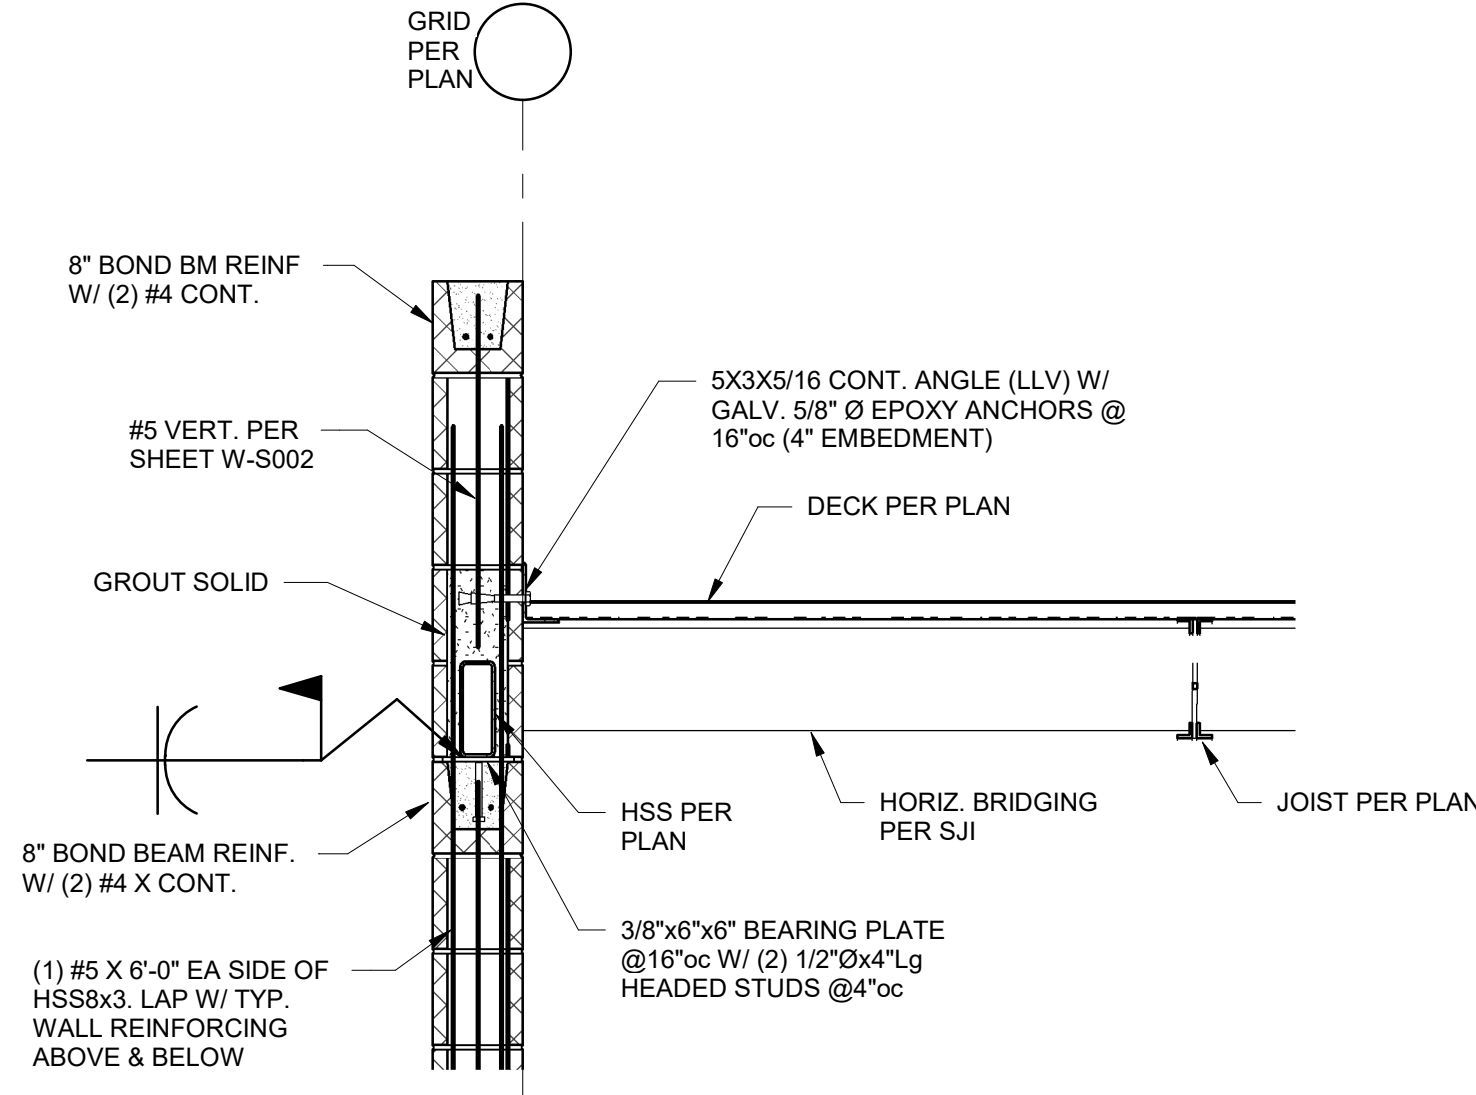 GRID
PER
PLAN
8" BOND BM REINF
W/ (2) #4 CONT.
5X3X5/16 CONT. ANGLE (LLV) W/
GALV. 5/8" Ø EPOXY ANCHORS @
16"oc (4" EMBEDMENT)
#5 VERT. PER
SHEET W-S002
DECK PER PLAN
GROUT SOLID
HSS PER
PLAN
HORIZ. BRIDGING
PER SJI
JOIST PER PLAN
8" BOND BEAM REINF.
W/ (2) #4 X CONT.
3/8"x6"x6" BEARING PLATE
@16"oc W/ (2) 1/2"Øx4"Lg
HEADED STUDS @4"oc
(1) #5 X 6'-0" EA SIDE OF
HSS8x3. LAP W/ TYP.
WALL REINFORCING
ABOVE & BELOW